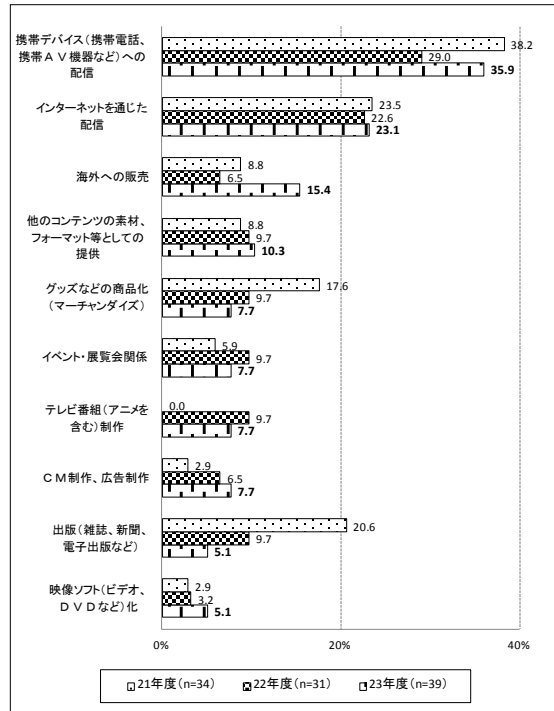 携帯デバイス(携帯電話、
携帯AV機器など)への
配信
38.2
29.0
35.9
インターネットを通じた
配信
23.5
22.6
23.1
海外への販売
8.8
6.5
15.4
他のコンテンツの素材、
フォーマット等としての
提供
8.8
9.7
10.3
グッズなどの商品化
(マーチャンダイズ)
17.6
9.7
7.7
イベント・展覧会関係
5.9
9.7
7.7
テレビ番組(アニメを
含む)制作
0.0
9.7
7.7
CM制作、広告制作
2.9
6.5
7.7
出版(雑誌、新聞、
電子出版など)
20.6
9.7
5.1
映像ソフト(ビデオ、
DVDなど)化
2.9
3.2
5.1
0% 20% 40%
21年度(n=34) 22年度(n=31) 23年度(n=39)